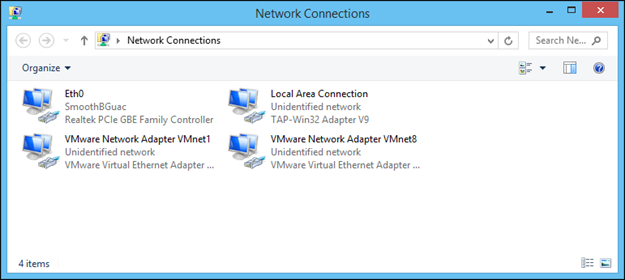 Network Connections
Network Connections
Search Ne...
Organize
Eth0
SmoothBGuac
Realtek PCIe GBE Family Controller
Local Area Connection
Unidentified network
TAP-Win32 Adapter V9
VMware Network Adapter VMnet1
Unidentified network
VMware Virtual Ethernet Adapter ...
VMware Network Adapter VMnet8
Unidentified network
VMware Virtual Ethernet Adapter ...
4 items